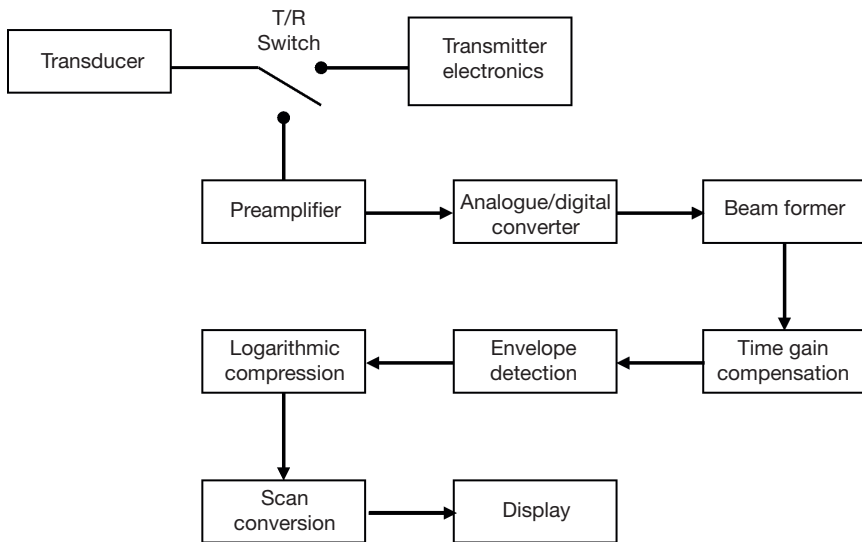 T/R
Switch
Transducer
Transmitter
electronics
Preamplifier
Analogue/digital
converter
Beam former
Logarithmic
compression
Envelope
detection
Time gain
compensation
Scan
conversion
Display